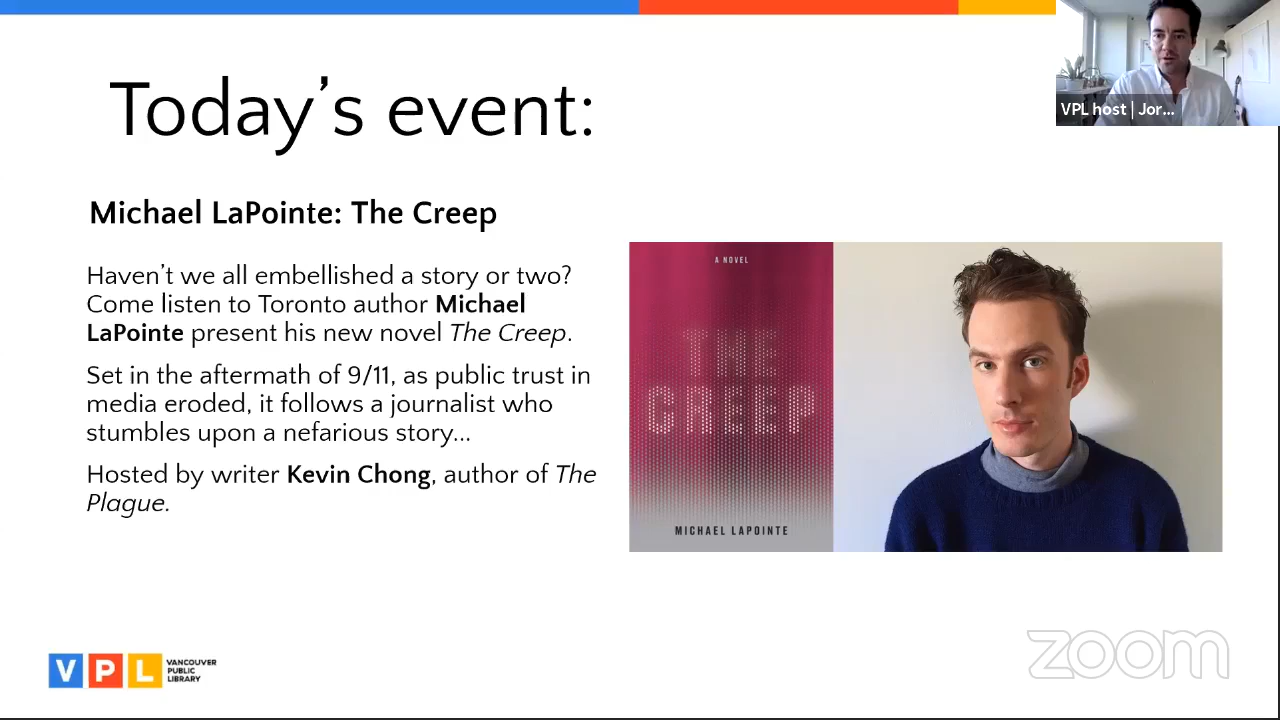 Today's event:
VPL host | Jor...
Michael LaPointe: The Creep
Haven't we all embellished a story or two?
Come listen to Toronto author Michael
LaPointe present his new novel The Creep.
Set in the aftermath of 9/11, as public trust in
media eroded, it follows a journalist who
stumbles upon a nefarious story...
Hosted by writer Kevin Chong, author of The
Plague.
A NOVEL
THE
CREEP
MICHAEL LAPOINTE
VPL
VANCOUVER
PUBLIC
LIBRARY
zoom